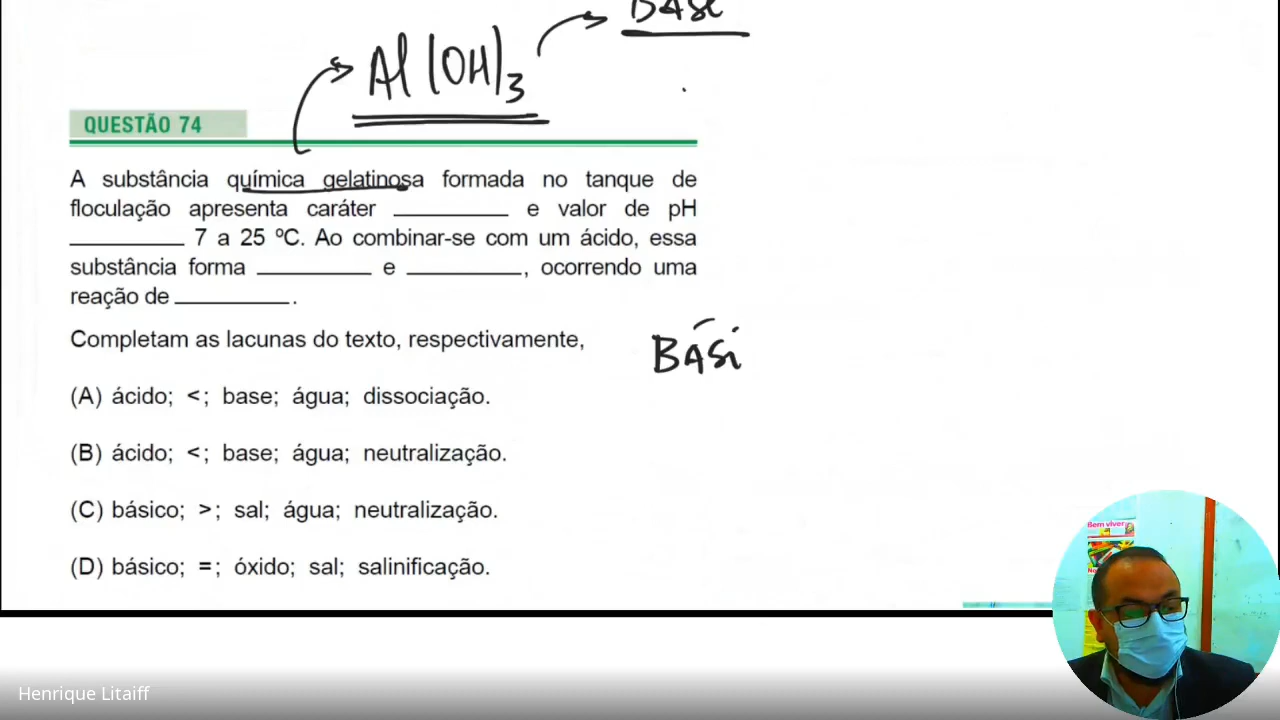 BASI
Al(OH)3
QUESTÃO 74
A substância química gelatinosa formada no tanque de
floculação apresenta caráter __________ e valor de pH
__________ 7 a 25 ºC. Ao combinar-se com um ácido, essa
substância forma __________ e __________, ocorrendo uma
reação de __________.
Completam as lacunas do texto, respectivamente,
BÁSi
(A) ácido; <; base; água; dissociação.
(B) ácido; <; base; água; neutralização.
(C) básico; >; sal; água; neutralização.
(D) básico; =; óxido; sal; salinificação.
Bem viver
Henrique Litaiff